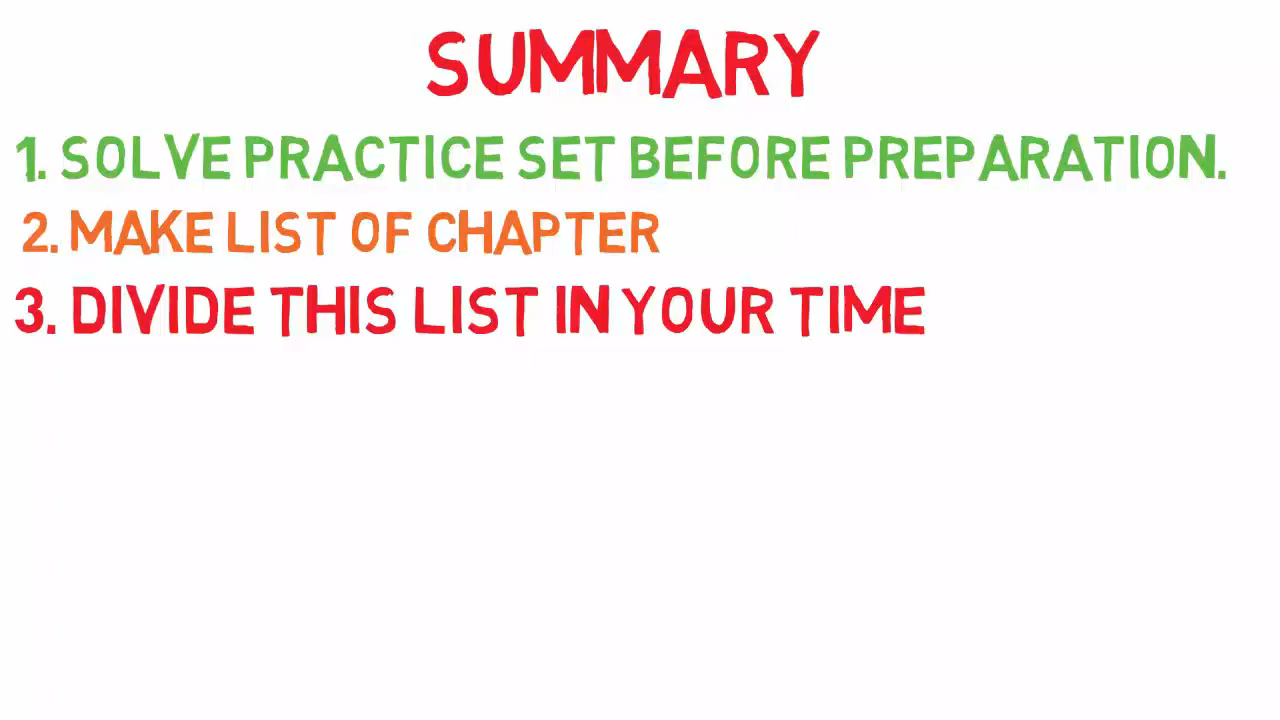 SUMMARY
1. SOLVE PRACTICE SET BEFORE PREPARATION.
2. MAKE LIST OF CHAPTER
3. DIVIDE THIS LIST IN YOUR TIME